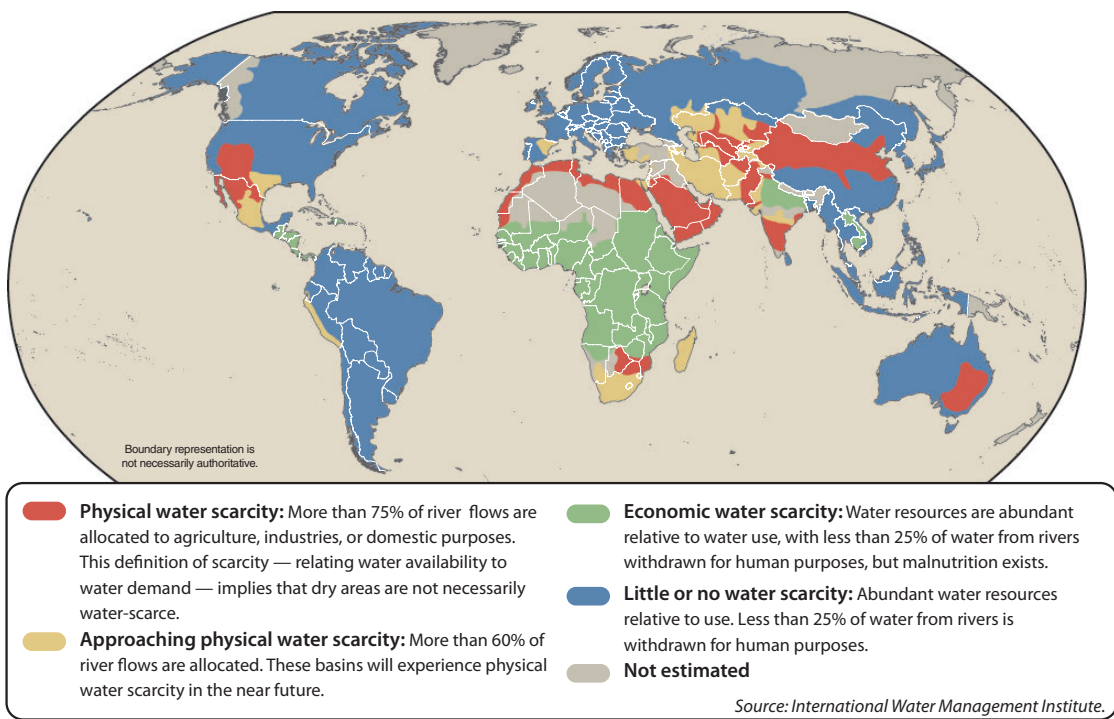 Boundary representation is
not necessarily authoritative.
Physical water scarcity: More than 75% of river flows are
allocated to agriculture, industries, or domestic purposes.
This definition of scarcity — relating water availability to
water demand — implies that dry areas are not necessarily
water-scarce.
Approaching physical water scarcity: More than 60% of
river flows are allocated. These basins will experience physical
water scarcity in the near future.
Economic water scarcity: Water resources are abundant
relative to water use, with less than 25% of water from rivers
withdrawn for human purposes, but malnutrition exists.
Little or no water scarcity: Abundant water resources
relative to use. Less than 25% of water from rivers is
withdrawn for human purposes.
Not estimated
Source: International Water Management Institute.